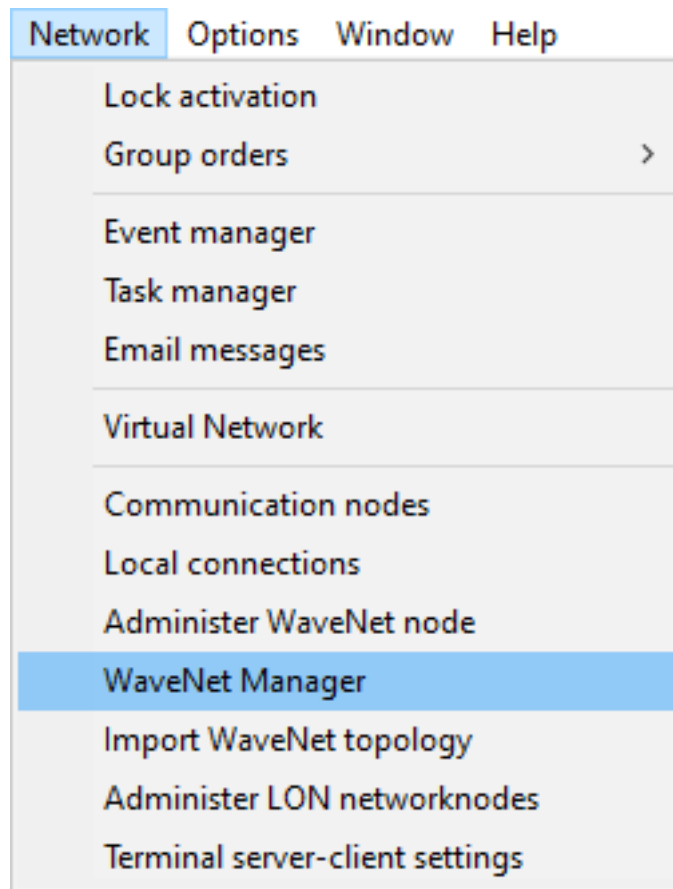 Network Options Window Help
Lock activation
Group orders
Event manager
Task manager
Email messages
Virtual Network
Communication nodes
Local connections
Administer WaveNet node
WaveNet Manager
Import WaveNet topology
Administer LON networknodes
Terminal server-client settings